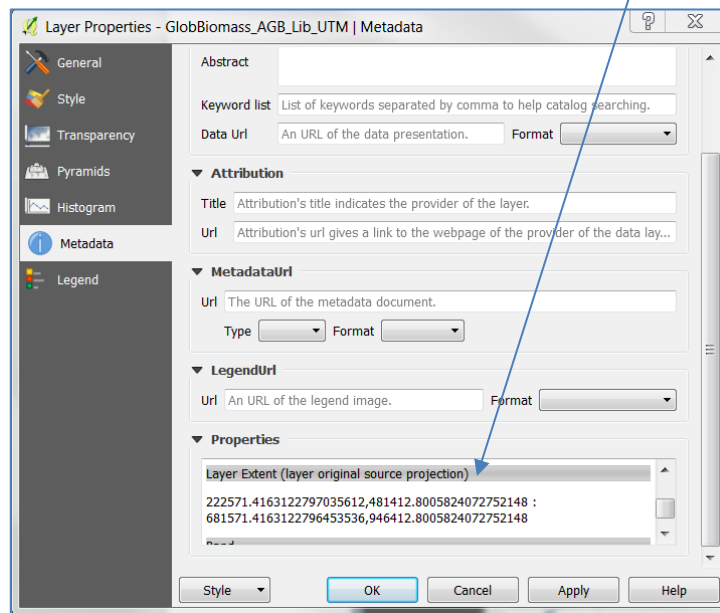 Layer Properties - GlobBiomass_AGB_Lib_UTM | Metadata
General
Style
Transparency
Pyramids
Histogram
Metadata
Legend
Abstract
Keyword list List of keywords separated by comma to help catalog searching.
Data Url An URL of the data presentation. Format
Attribution
Title Attribution's title indicates the provider of the layer.
Url Attribution's url gives a link to the webpage of the provider of the data lay...
MetadataUrl
Url The URL of the metadata document.
Type Format
LegendUrl
Url An URL of the legend image. Format
Properties
Layer Extent (layer original source projection)
222571.4163122797035612,481412.8005824072752148 :
681571.4163122796453536,946412.8005824072752148
Band
Style OK Cancel Apply Help